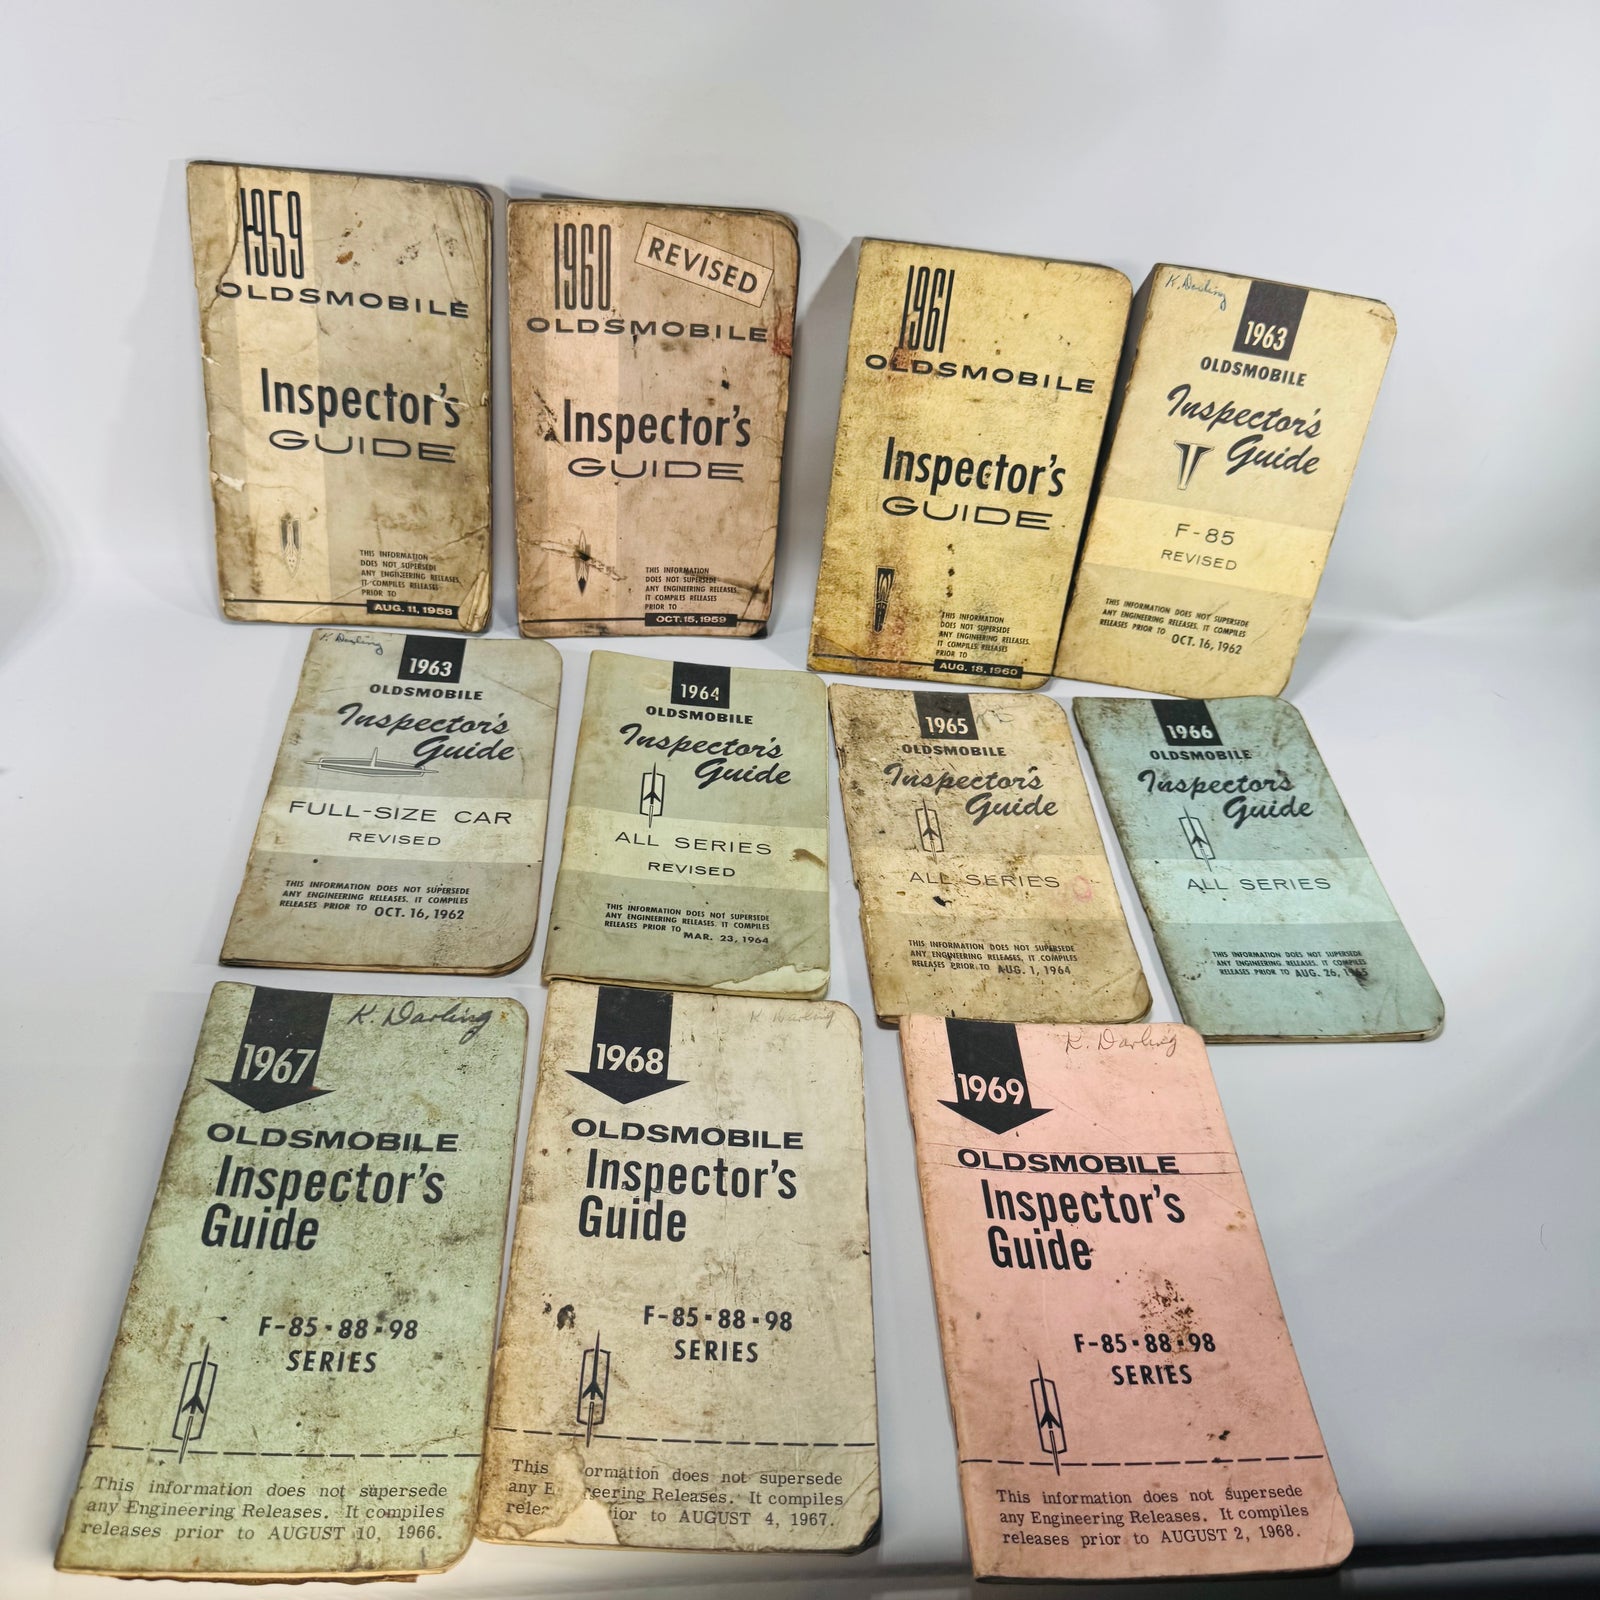 1959
OLDSMOBILE
Inspector's
GUIDE
THIS INFORMATION
DOES NOT SUPERSEDE
ANY ENGINEERING RELEASES.
IT COMPILES RELEASES
PRIOR TO
AUG. 11, 1958
1960
REVISED
OLDSMOBILE
Inspector's
GUIDE
THIS INFORMATION
DOES NOT SUPERSEDE
ANY ENGINEERING RELEASES.
IT COMPILES RELEASES
PRIOR TO
OCT. 15, 1959
1961
OLDSMOBILE
Inspector's
GUIDE
THIS INFORMATION
DOES NOT SUPERSEDE
ANY ENGINEERING RELEASES.
IT COMPILES RELEASES
PRIOR TO
AUG. 18, 1960
K. Darling
1963
OLDSMOBILE
Inspector's
Guide
F-85
REVISED
THIS INFORMATION DOES NOT SUPERSEDE
ANY ENGINEERING RELEASES. IT COMPILES
RELEASES PRIOR TO OCT. 16, 1962
K. Darling
1963
OLDSMOBILE
Inspector's
Guide
FULL-SIZE CAR
REVISED
THIS INFORMATION DOES NOT SUPERSEDE
ANY ENGINEERING RELEASES. IT COMPILES
RELEASES PRIOR TO OCT. 16, 1962
1964
OLDSMOBILE
Inspector's
Guide
ALL SERIES
REVISED
THIS INFORMATION DOES NOT SUPERSEDE
ANY ENGINEERING RELEASES. IT COMPILES
RELEASES PRIOR TO MAR. 23, 1964
1965
OLDSMOBILE
Inspector's
Guide
ALL SERIES
THIS INFORMATION DOES NOT SUPERSEDE
ANY ENGINEERING RELEASES. IT COMPILES
RELEASES PRIOR TO AUG. 1, 1964
1966
OLDSMOBILE
Inspector's
Guide
ALL SERIES
THIS INFORMATION DOES NOT SUPERSEDE
ANY ENGINEERING RELEASES. IT COMPILES
RELEASES PRIOR TO AUG. 26, 1965
K. Darling
1967
OLDSMOBILE
Inspector's
Guide
F-85▪88▪98
SERIES
This information does not supersede
any Engineering Releases. It compiles
releases prior to AUGUST 10, 1966.
K Darling
1968
OLDSMOBILE
Inspector's
Guide
F-85▪88▪98
SERIES
This ormation does not supersede
any E eering Releases. It compiles
rele ior to AUGUST 4, 1967.
K. Darling
1969
OLDSMOBILE
Inspector's
Guide
F-85▪88▪98
SERIES
This information does not supersede
any Engineering Releases. It compiles
releases prior to AUGUST 2, 1968.